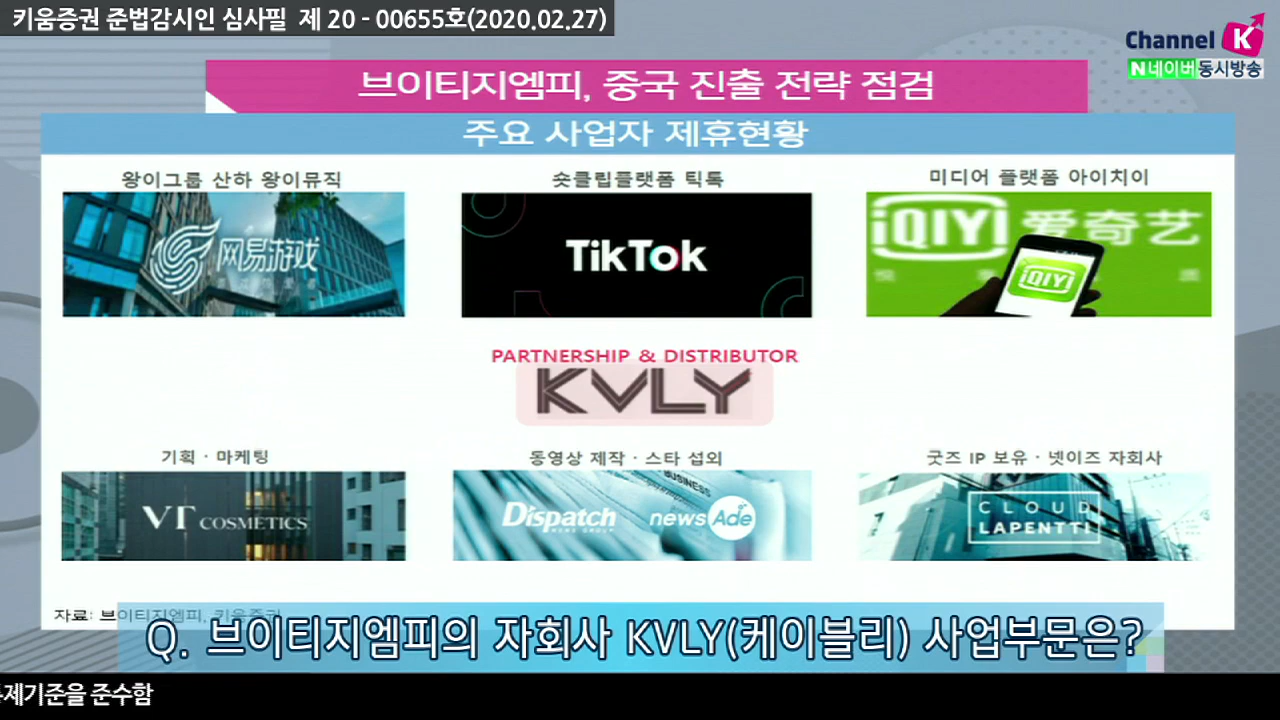 키움증권 준법감시인 심사필 제 20 - 00655호(2020.02.27)
Channel K
N네이버 동시방송
브이티지엠피, 중국 진출 전략 점검
주요 사업자 제휴현황
왕이그룹 산하 왕이뮤직
숏클립플랫폼 틱톡
미디어 플랫폼 아이치이
网易游戏
TikTok
iQIYI 爱奇艺
iQIYI
PARTNERSHIP & DISTRIBUTOR
KVLY
기획 · 마케팅
동영상 제작 · 스타 섭외
굿즈 IP 보유 · 넷이즈 자회사
VT COSMETICS
BUSINESS
Dispatch
NEWS GROUP
newsAde
CLOUD
LAPENTTI
자료: 브이티지엠피, 키움증권
Q. 브이티지엠피의 자회사 KVLY(케이블리) 사업부문은?
통제기준을 준수함